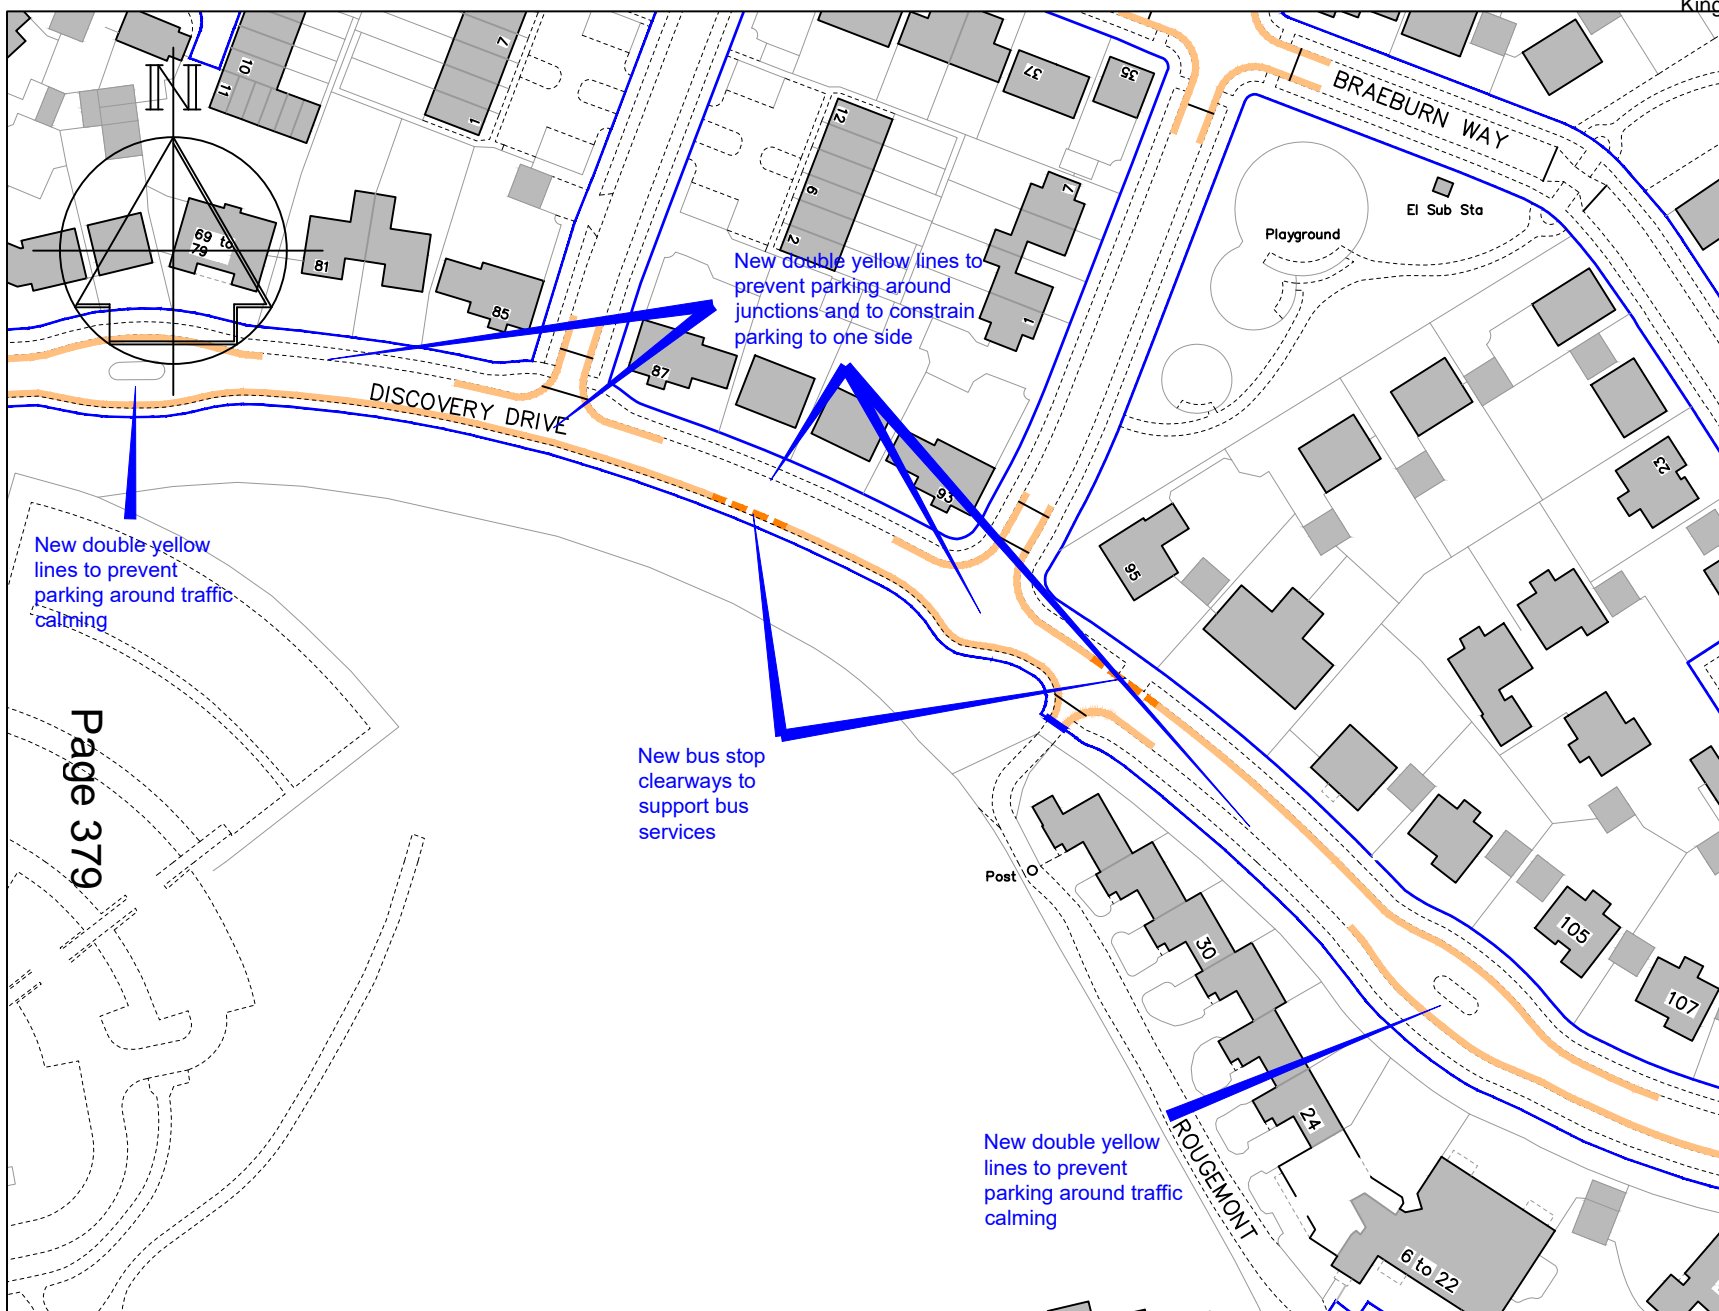 King
10
11
7
1
N
37
35
BRAEBURN WAY
12
6
2
7
1
El Sub Sta
Playground
69 to
79
81
85
87
93
95
23
New double yellow lines to
prevent parking around
junctions and to constrain
parking to one side
DISCOVERY DRIVE
New double yellow
lines to prevent
parking around traffic
calming
Page 379
New bus stop
clearways to
support bus
services
Post
30
24
105
107
New double yellow
lines to prevent
parking around traffic
calming
ROUGEMONT
6 to 22